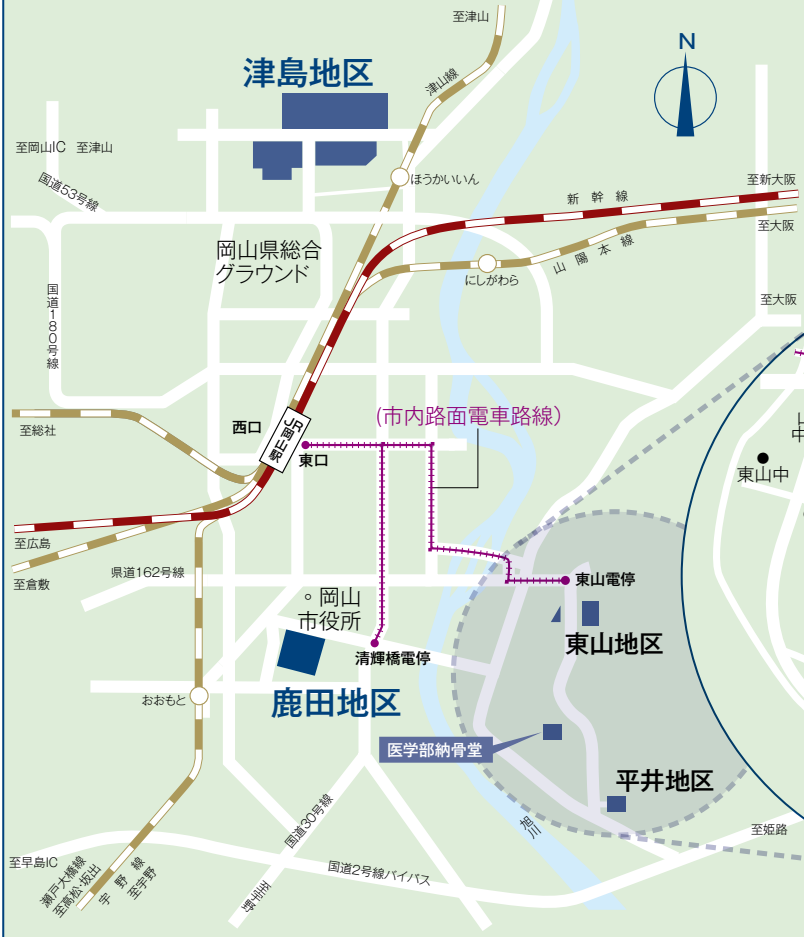 至津山
N
津島地区
津山線
至岡山IC 至津山
ほうかいいん
国道53号線
新幹線
至新大阪
至大阪
山陽本線
岡山県総合
グラウンド
にしがわら
国道180号線
至大阪
(市内路面電車路線)
西口
JR岡山駅
東口
至総社
東山中
至広島
至倉敷
県道162号線
東山電停
岡山
市役所
東山地区
清輝橋電停
鹿田地区
おおもと
医学部納骨堂
平井地区
旭川
国道30号線
至姫路
至早島IC
瀬戸大橋線
至高松・坂出
宇野線
至宇野
至宇野
国道2号線バイパス